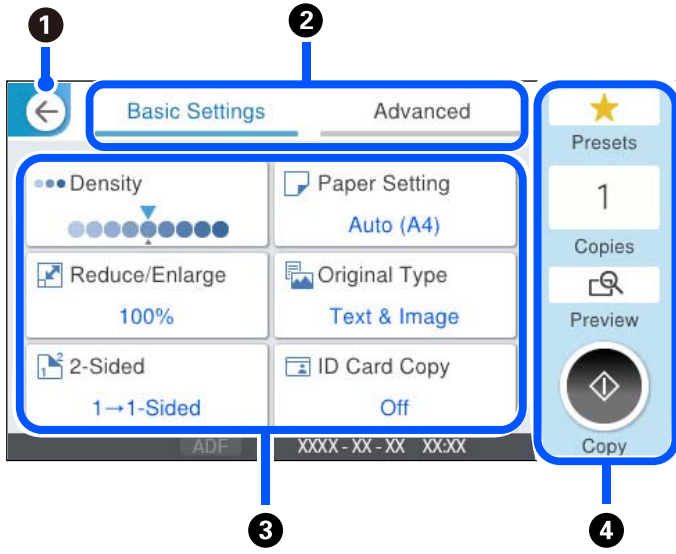 1
2
Basic Settings
Advanced
Presets
Density
Paper Setting
Auto (A4)
1
Copies
Reduce/Enlarge
100%
Original Type
Text & Image
Preview
1 2
2-Sided
1→1-Sided
ID Card Copy
Off
Copy
ADF
XXXX - XX - XX XX:XX
3
4